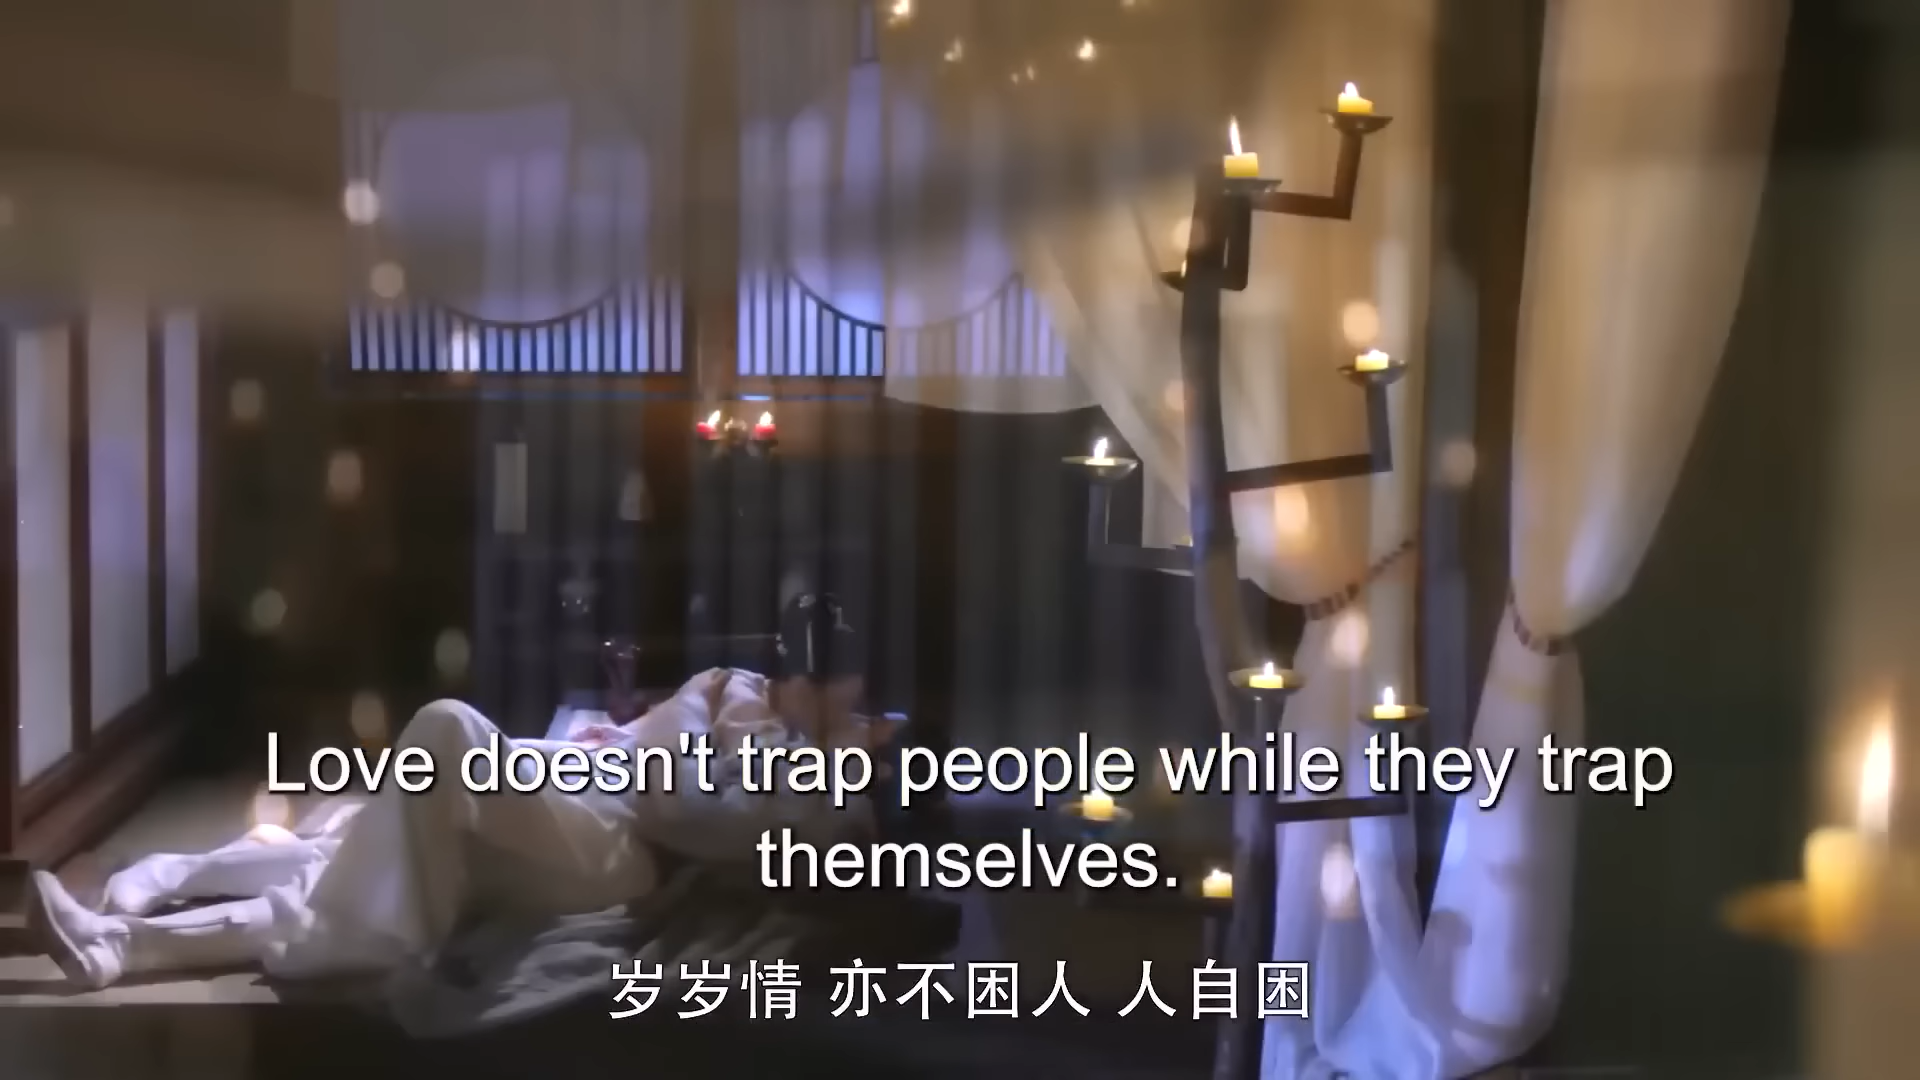 Love doesn't trap people while they trap
themselves.
岁岁情 亦不困人 人自困